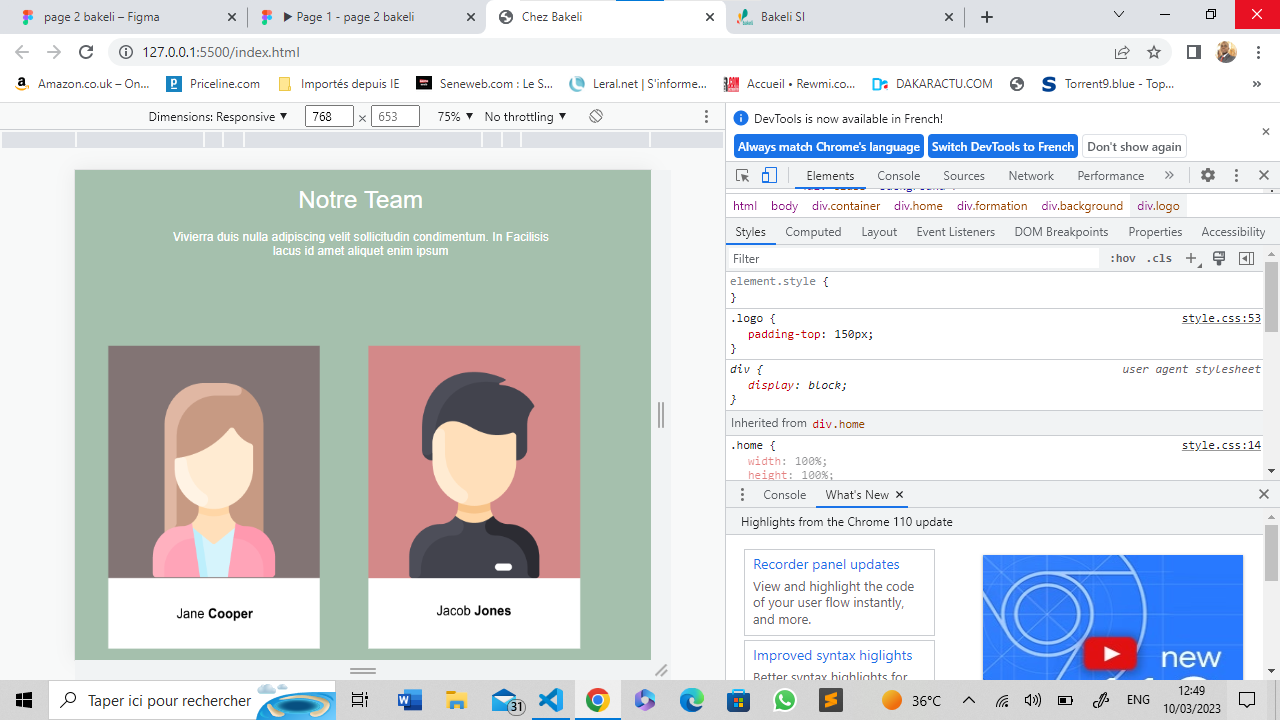 page 2 bakeli – Figma
▶ Page 1 - page 2 bakeli
Chez Bakeli
Bakeli SI
127.0.0.1:5500/index.html
Amazon.co.uk – On...
Priceline.com
Importés depuis IE
Seneweb.com : Le S...
Leral.net | S'informe...
Accueil • Rewmi.co...
DAKARACTU.COM
Torrent9.blue - Top...
»
Dimensions: Responsive ▼ 768 × 653 75% ▼ No throttling ▼
Notre Team
Vivierra duis nulla adipiscing velit sollicitudin condimentum. In Facilisis
lacus id amet aliquet enim ipsum
Jane Cooper
Jacob Jones
DevTools is now available in French!
Always match Chrome's language
Switch DevTools to French
Don't show again
Elements Console Sources Network Performance »
html body div.container div.home div.formation div.background div.logo
Styles Computed Layout Event Listeners DOM Breakpoints Properties Accessibility
Filter :hov .cls
element.style {
}
.logo { style.css:53
padding-top: 150px;
}
div { user agent stylesheet
display: block;
}
Inherited from div.home
.home { style.css:14
width: 100%;
height: 100%;
Console What's New ×
Highlights from the Chrome 110 update
Recorder panel updates
View and highlight the code
of your user flow instantly,
and more.
Improved syntax higlights
Better syntax highlights for
new
Taper ici pour rechercher
31
36°C
ENG
12:49
10/03/2023